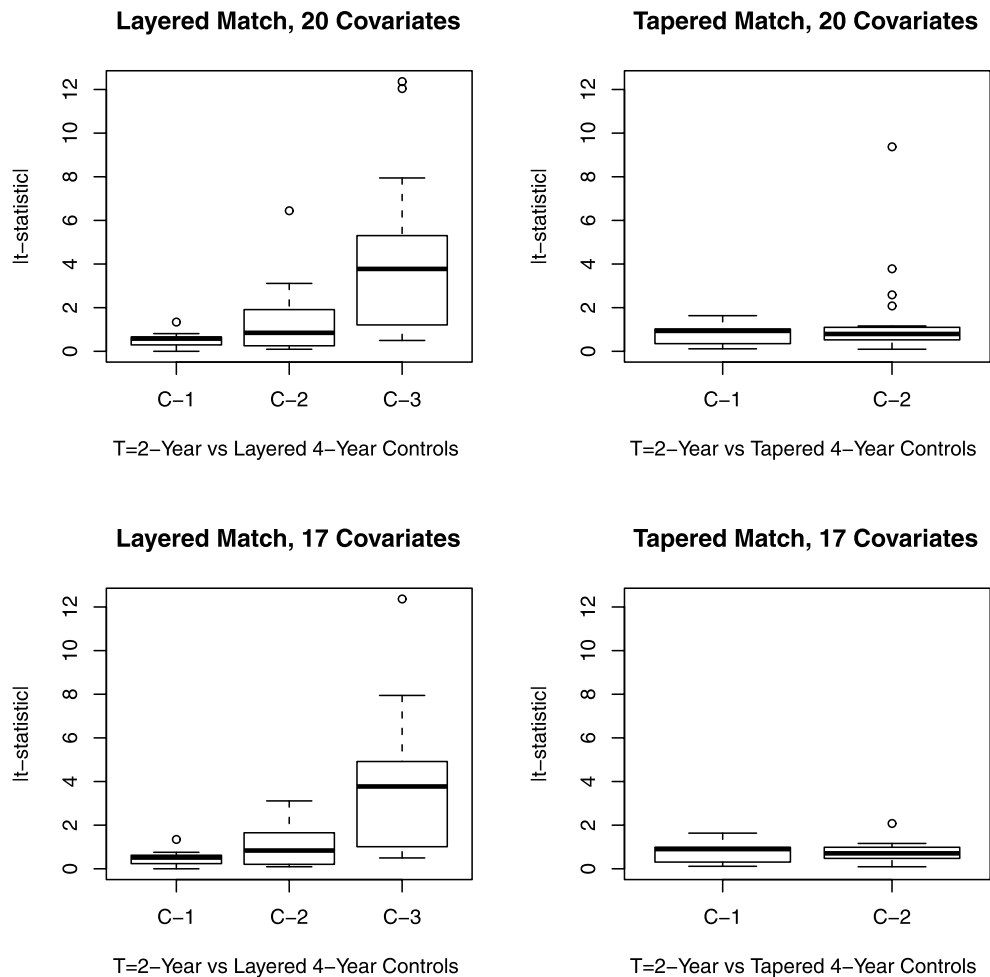 Layered Match, 20 Covariates
|t−statistic|
12
10
8
6
4
2
0
C−1 C−2 C−3
T=2−Year vs Layered 4−Year Controls
Tapered Match, 20 Covariates
|t−statistic|
12
10
8
6
4
2
0
C−1 C−2
T=2−Year vs Tapered 4−Year Controls
Layered Match, 17 Covariates
|t−statistic|
12
10
8
6
4
2
0
C−1 C−2 C−3
T=2−Year vs Layered 4−Year Controls
Tapered Match, 17 Covariates
|t−statistic|
12
10
8
6
4
2
0
C−1 C−2
T=2−Year vs Tapered 4−Year Controls